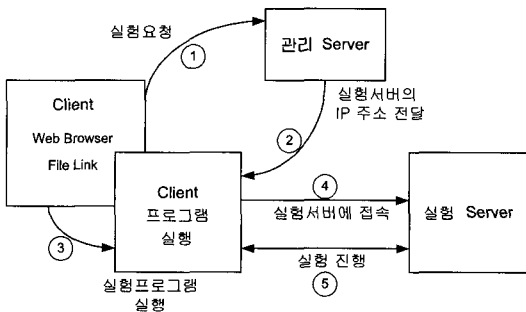 실험요청
①
관리 Server
Client
Web Browser
File Link
②
실험서버의
IP 주소 전달
Client
프로그램
실행
③
실험프로그램
실행
④
실험서버에 접속
실험 진행
⑤
실험 Server